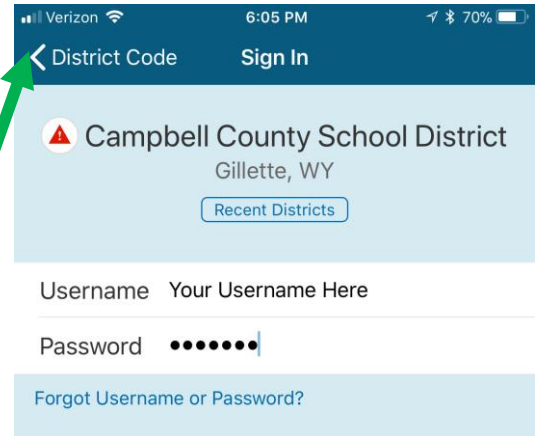 Verizon 6:05 PM 70%
District Code Sign In
Campbell County School District
Gillette, WY
Recent Districts
Username Your Username Here
Password •••••••
Forgot Username or Password?